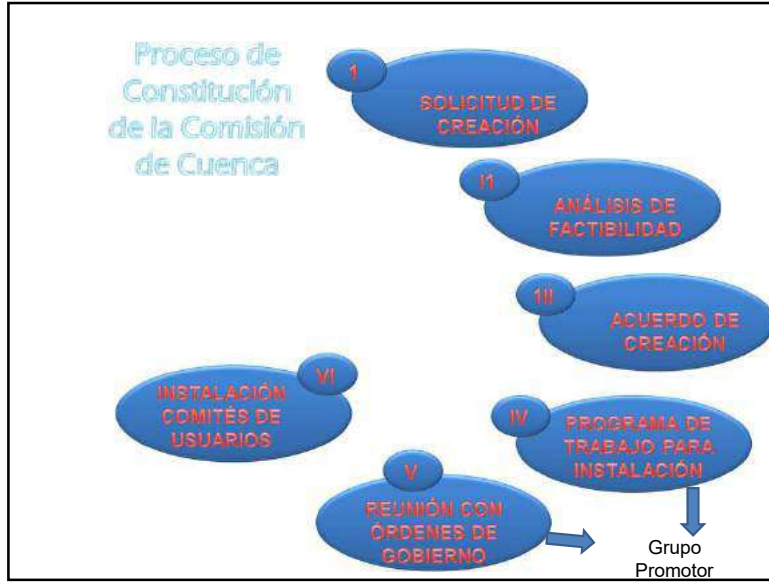 Proceso de
Constitución
de la Comisión
de Cuenca
1
SOLICITUD DE
CREACIÓN
I1
ANÁLISIS DE
FACTIBILIDAD
1II
ACUERDO DE
CREACIÓN
IV
PROGRAMA DE
TRABAJO PARA
INSTALACIÓN
V
REUNIÓN CON
ÓRDENES DE
GOBIERNO
VI
INSTALACIÓN
COMITÉS DE
USUARIOS
Grupo
Promotor